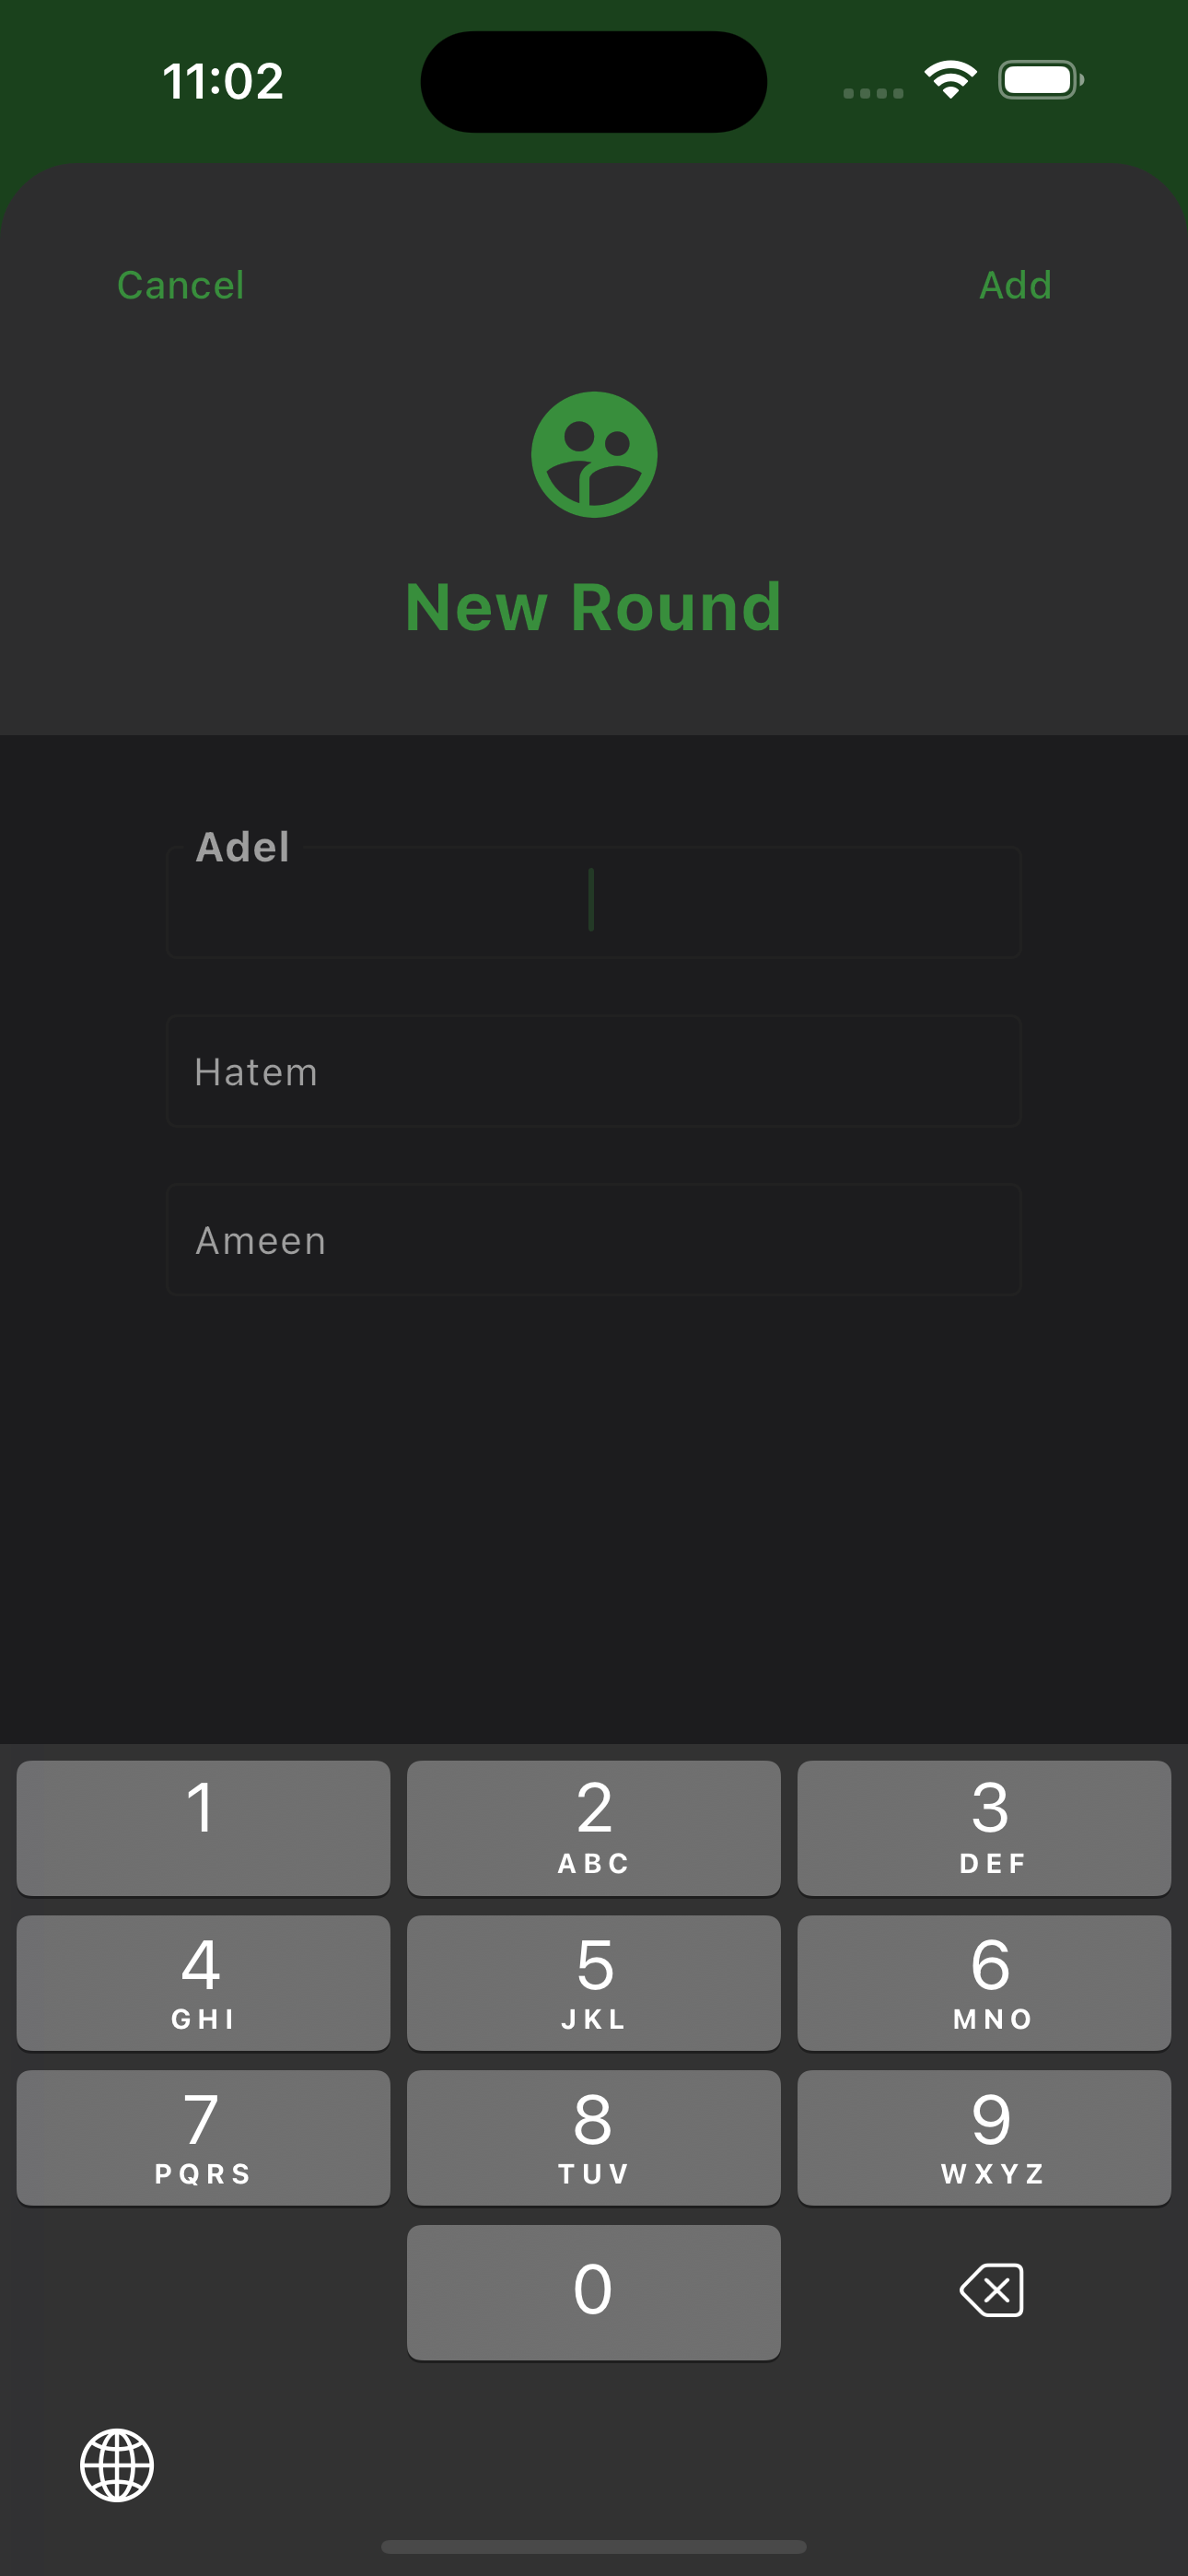 11:02
Cancel Add
New Round
Adel
Hatem
Ameen
1 2 3
ABC DEF
4 5 6
GHI JKL MNO
7 8 9
PQRS TUV WXYZ
0